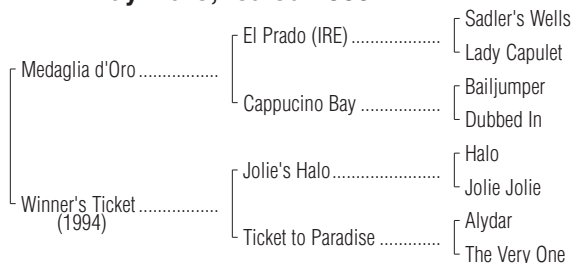 El Prado (IRE) ....................
Sadler's Wells
Lady Capulet
Medaglia d'Oro ..................
Cappucino Bay ..................
Bailjumper
Dubbed In
Jolie's Halo........................
Halo
Jolie Jolie
Winner's Ticket ..................
(1994)
Ticket to Paradise ..............
Alydar
The Very One